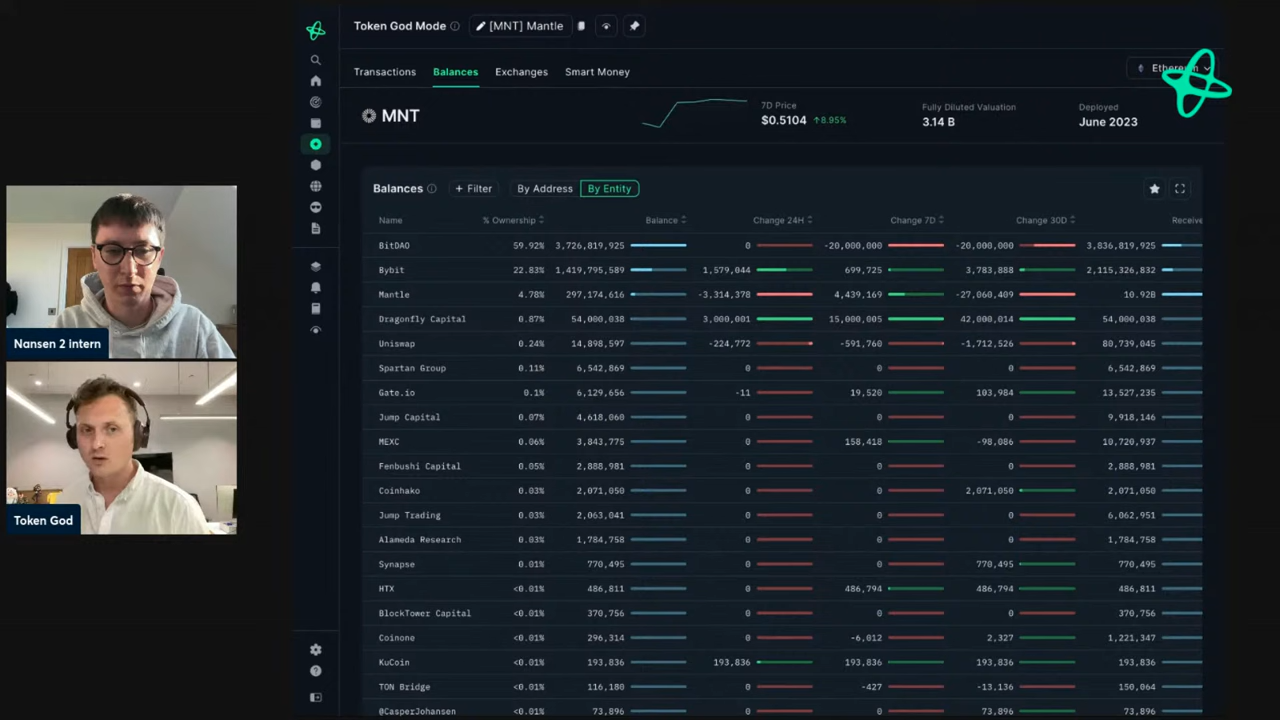 Token God Mode [MNT] Mantle
Transactions Balances Exchanges Smart Money
Ethereum
MNT
7D Price
$0.5104 ↑8.95%
Fully Diluted Valuation
3.14 B
Deployed
June 2023
Balances + Filter By Address By Entity
Name % Ownership Balance Change 24H Change 7D Change 30D Receive
BitDAO 59.92% 3,726,819,925 0 -20,000,000 -20,000,000 3,836,819,925
Bybit 22.83% 1,419,795,589 1,579,044 699,725 3,783,888 2,115,326,832
Mantle 4.78% 297,174,616 -3,314,378 4,439,169 -27,060,409 10.92B
Dragonfly Capital 0.87% 54,000,038 3,000,001 15,000,005 42,000,014 54,000,038
Uniswap 0.24% 14,898,597 -224,772 -591,760 -1,712,526 80,739,045
Spartan Group 0.11% 6,542,869 0 0 0 6,542,869
Gate.io 0.1% 6,129,656 -11 19,520 103,984 13,527,235
Jump Capital 0.07% 4,618,060 0 0 0 9,918,146
MEXC 0.06% 3,843,775 0 158,418 -98,086 10,720,937
Fenbushi Capital 0.05% 2,888,981 0 0 0 2,888,981
Coinhako 0.03% 2,071,050 0 0 2,071,050 2,071,050
Jump Trading 0.03% 2,063,041 0 0 0 6,062,951
Alameda Research 0.03% 1,784,758 0 0 0 1,784,758
Synapse 0.01% 770,495 0 0 770,495 770,495
HTX <0.01% 486,811 0 486,794 486,794 486,811
BlockTower Capital <0.01% 370,756 0 0 0 370,756
Coinone <0.01% 296,314 0 -6,012 2,327 1,221,347
KuCoin <0.01% 193,836 193,836 193,836 193,836 193,836
TON Bridge <0.01% 116,180 0 -427 -13,136 150,064
@CasperJohansen <0.01% 73,896 0 0 0 73,896
Nansen 2 Intern
Token God